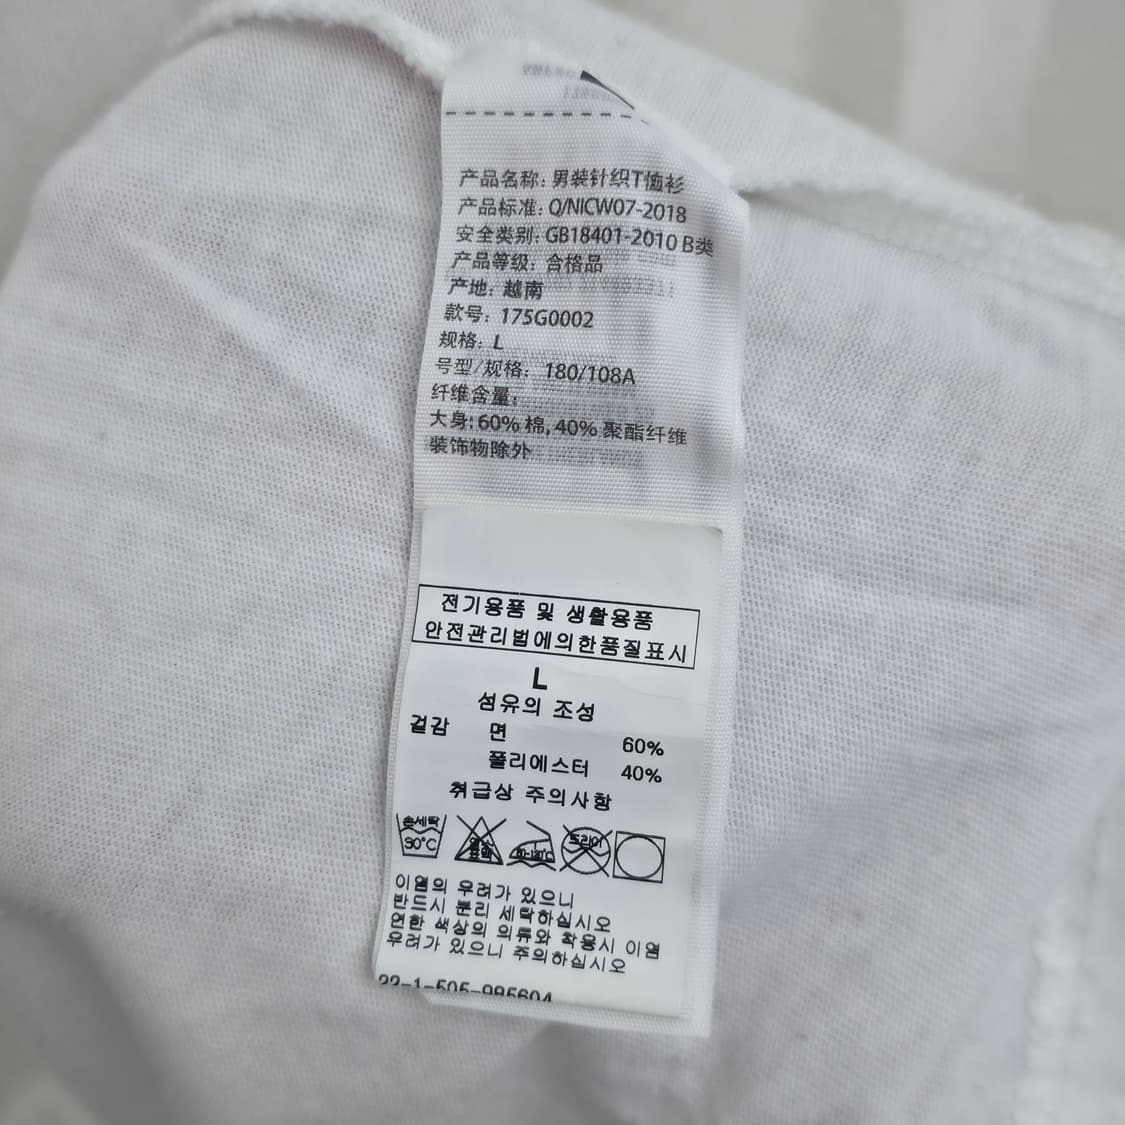 产品名称: 男装针织T恤衫
产品标准: Q/NICW07-2018
安全类别: GB18401-2010 B类
产品等级: 合格品
产地: 越南
款号: 175G0002
规格: L
号型/规格: 180/108A
纤维含量:
大身: 60% 棉, 40% 聚酯纤维
装饰物除外
전기용품 및 생활용품
안전관리법에의한품질표시
L
섬유의 조성
겉감 면 60%
폴리에스터 40%
취급상 주의사항
손세탁 드라이
30°C
이염의 우려가 있으니
반드시 분리 세탁하십시오
연한 색상의 의류와 착용시 이염
우려가 있으니 주의하십시오
22-1-505-995604